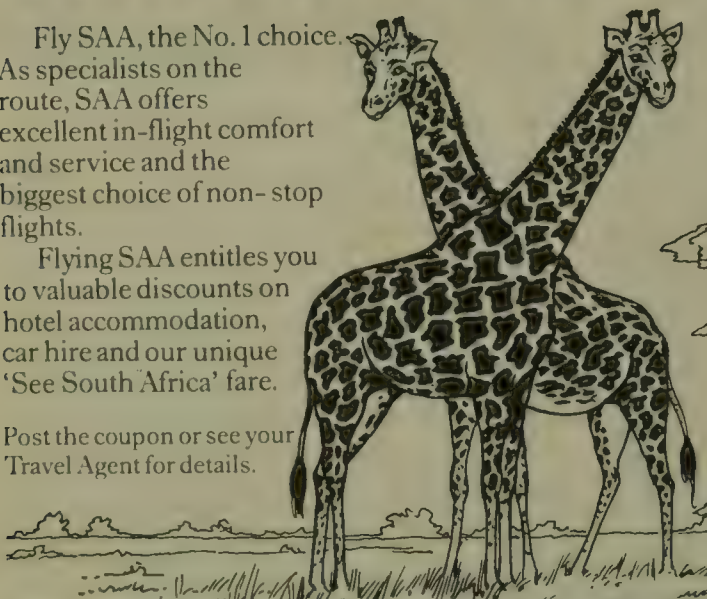 Fly SAA, the No. 1 choice.
As specialists on the
route, SAA offers
excellent in-flight comfort
and service and the
biggest choice of non-stop
flights.
Flying SAA entitles you
to valuable discounts on
hotel accommodation,
car hire and our unique
‘See South Africa’ fare.
Post the coupon or see your
Travel Agent for details.